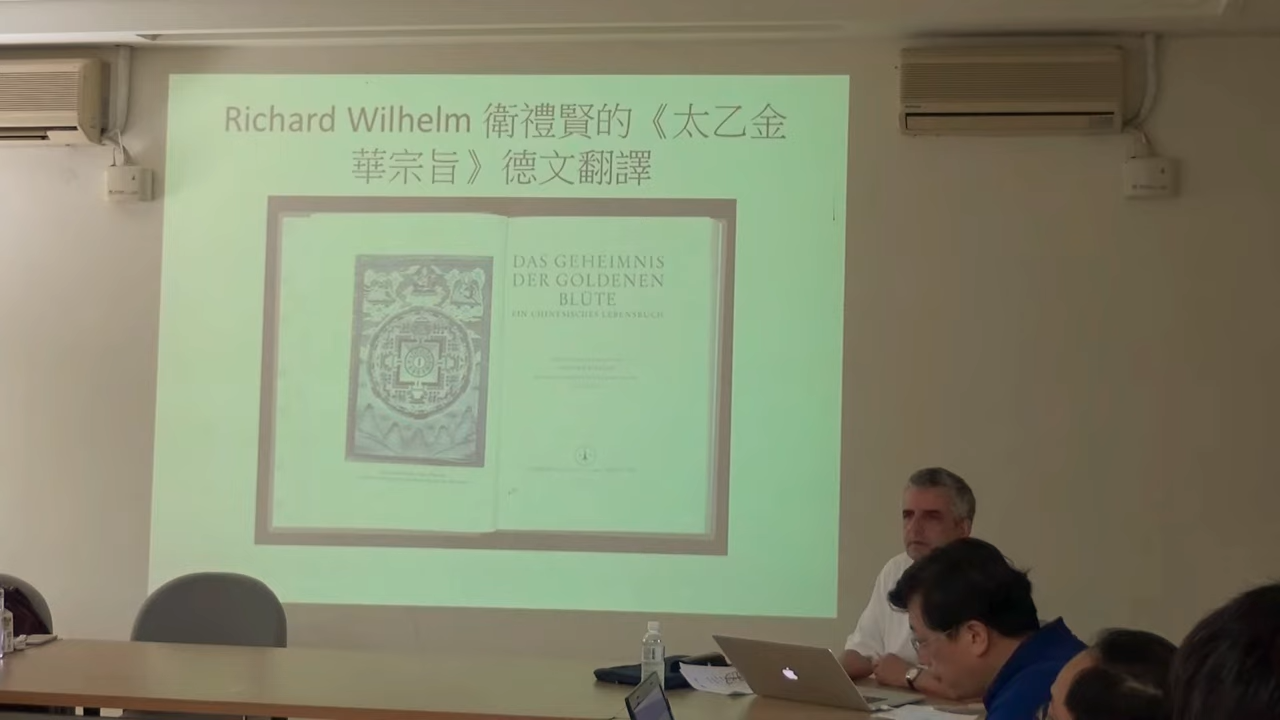 Richard Wilhelm 衛禮賢的《太乙金
華宗旨》德文翻譯
DAS GEHEIMNIS
DER GOLDENEN
BLÜTE
EIN CHINESISCHES LEBENSBUCH